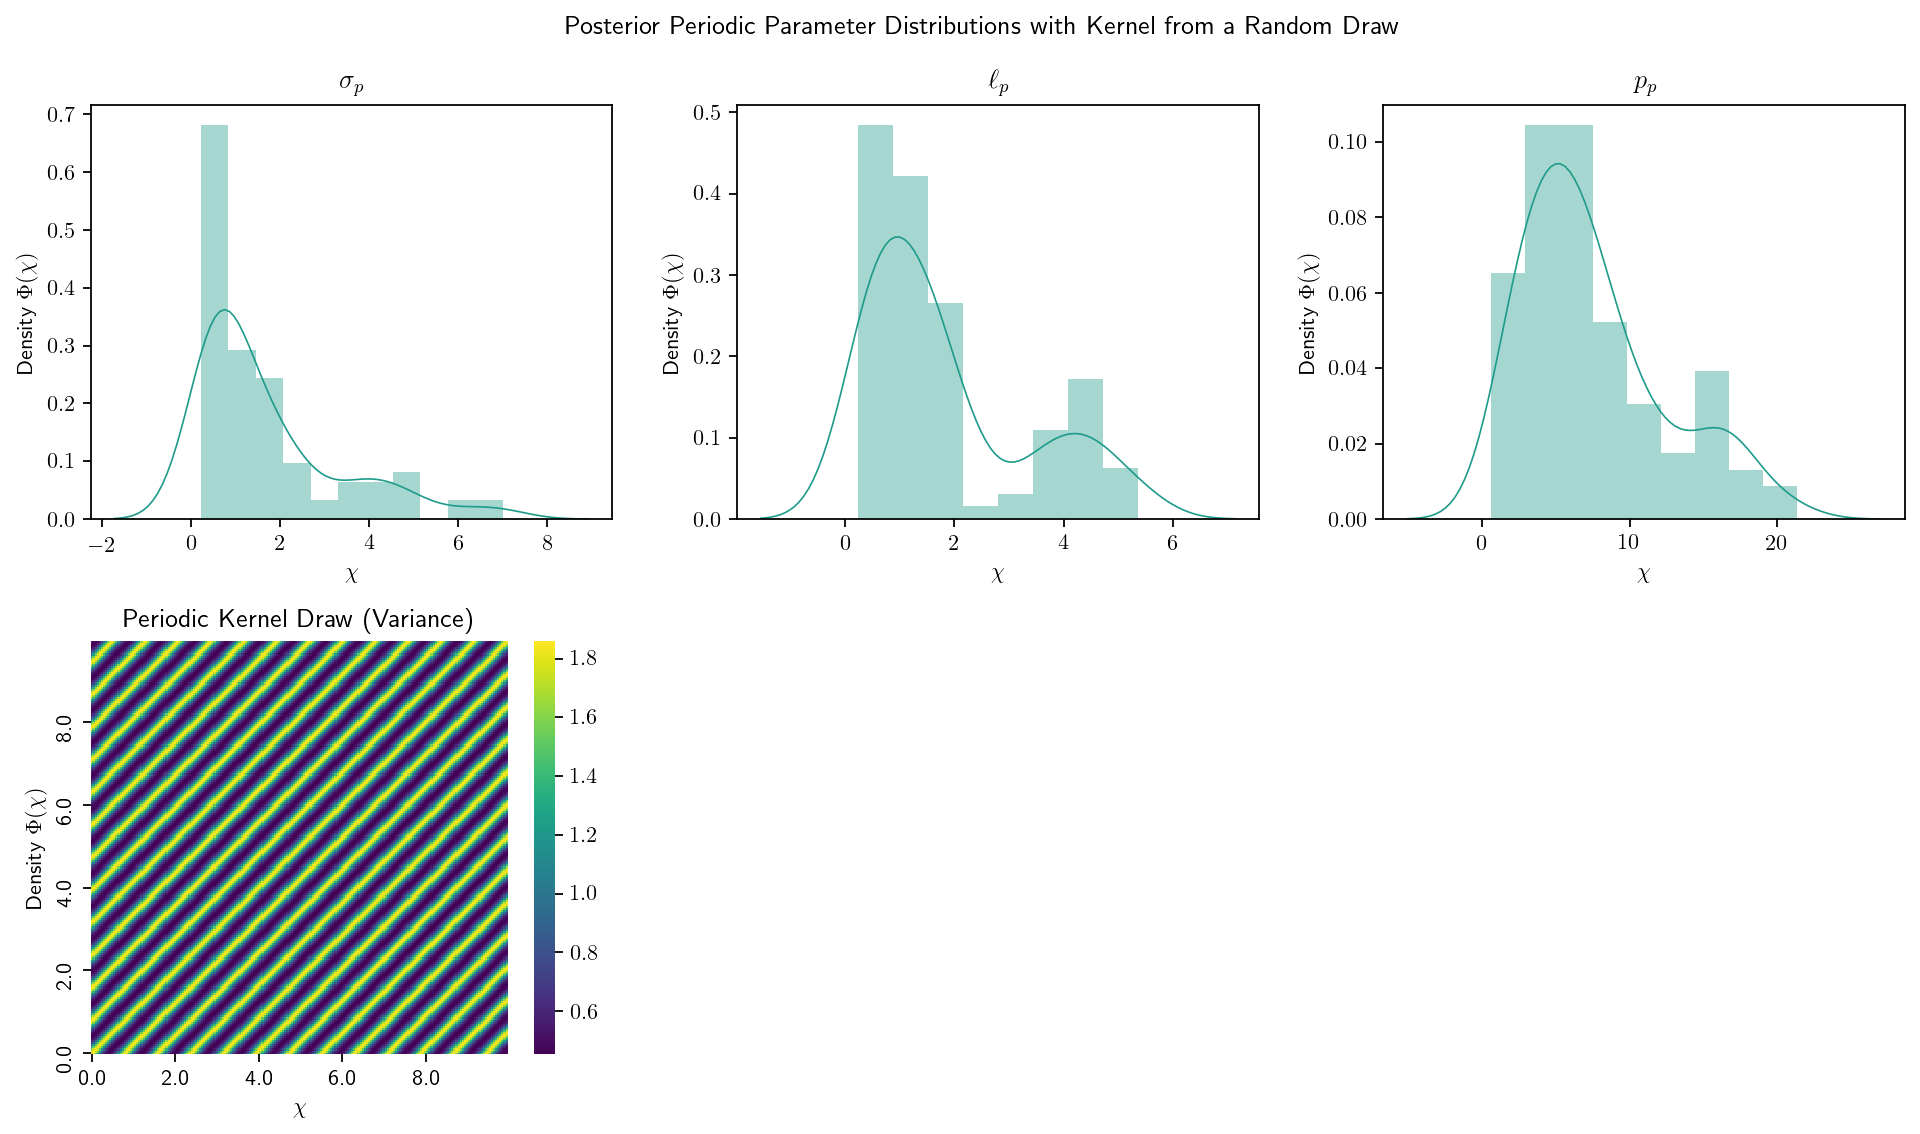 Posterior Periodic Parameter Distributions with Kernel from a Random Draw
σ_p
0.7
0.6
0.5
0.4
0.3
0.2
0.1
0.0
Density Φ(χ)
−2 0 2 4 6 8
χ
ℓ_p
0.5
0.4
0.3
0.2
0.1
0.0
Density Φ(χ)
0 2 4 6
χ
p_p
0.10
0.08
0.06
0.04
0.02
0.00
Density Φ(χ)
0 10 20
χ
Periodic Kernel Draw (Variance)
8.0
6.0
4.0
2.0
0.0
Density Φ(χ)
0.0 2.0 4.0 6.0 8.0
χ
1.8
1.6
1.4
1.2
1.0
0.8
0.6